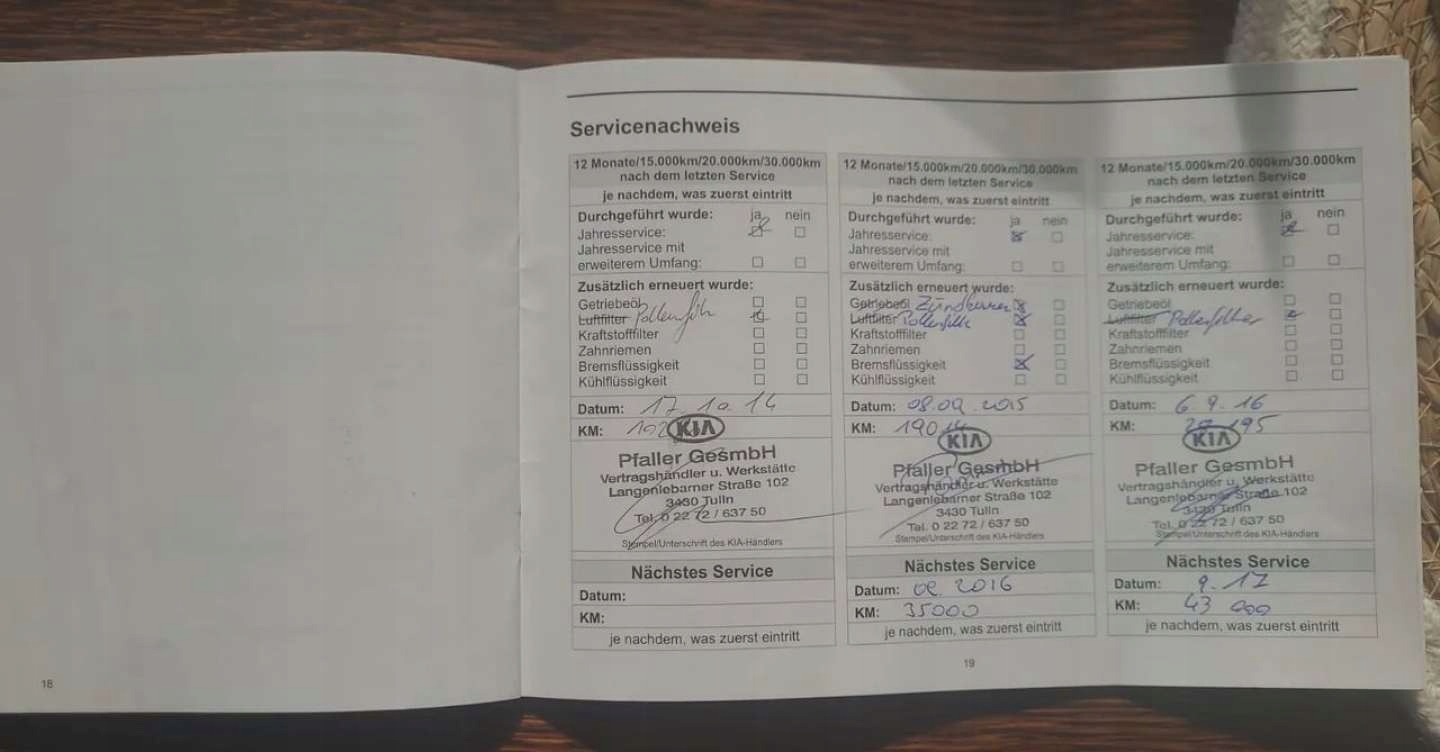 Servicenachweis
12 Monate/15.000km/20.000km/30.000km
nach dem letzten Service
je nachdem, was zuerst eintritt
Durchgeführt wurde: ja nein
Jahresservice:
Jahresservice mit
erweiterem Umfang:
Zusätzlich erneuert wurde:
Getriebeöl
Luftfilter
Kraftstofffilter
Zahnriemen
Bremsflüssigkeit
Kühlflüssigkeit
Datum: 17.10.14
KM:
KIA
Pfaller GesmbH
Vertragshändler u. Werkstätte
Langenlebarner Straße 102
3430 Tulln
Tel. 0 22 72 / 637 50
Stempel/Unterschrift des KIA-Händlers
Nächstes Service
Datum:
KM:
je nachdem, was zuerst eintritt
12 Monate/15.000km/20.000km/30.000km
nach dem letzten Service
je nachdem, was zuerst eintritt
Durchgeführt wurde: ja nein
Jahresservice:
Jahresservice mit
erweiterem Umfang:
Zusätzlich erneuert wurde:
Getriebeöl
Luftfilter
Kraftstofffilter
Zahnriemen
Bremsflüssigkeit
Kühlflüssigkeit
Datum: 08.09.2015
KM:
KIA
Pfaller GesmbH
Vertragshändler u. Werkstätte
Langenlebarner Straße 102
3430 Tulln
Tel. 0 22 72 / 637 50
Stempel/Unterschrift des KIA-Händlers
Nächstes Service
Datum: 2016
KM: 35000
je nachdem, was zuerst eintritt
12 Monate/15.000km/20.000km/30.000km
nach dem letzten Service
je nachdem, was zuerst eintritt
Durchgeführt wurde: ja nein
Jahresservice:
Jahresservice mit
erweiterem Umfang:
Zusätzlich erneuert wurde:
Getriebeöl
Luftfilter Pollenfilter
Kraftstofffilter
Zahnriemen
Bremsflüssigkeit
Kühlflüssigkeit
Datum: 6.9.16
KM:
KIA
Pfaller GesmbH
Vertragshändler u. Werkstätte
Langenlebarner Straße 102
3430 Tulln
Tel. 0 22 72 / 637 50
Stempel/Unterschrift des KIA-Händlers
Nächstes Service
Datum: 9.17
KM: 43 000
je nachdem, was zuerst eintritt
18
19